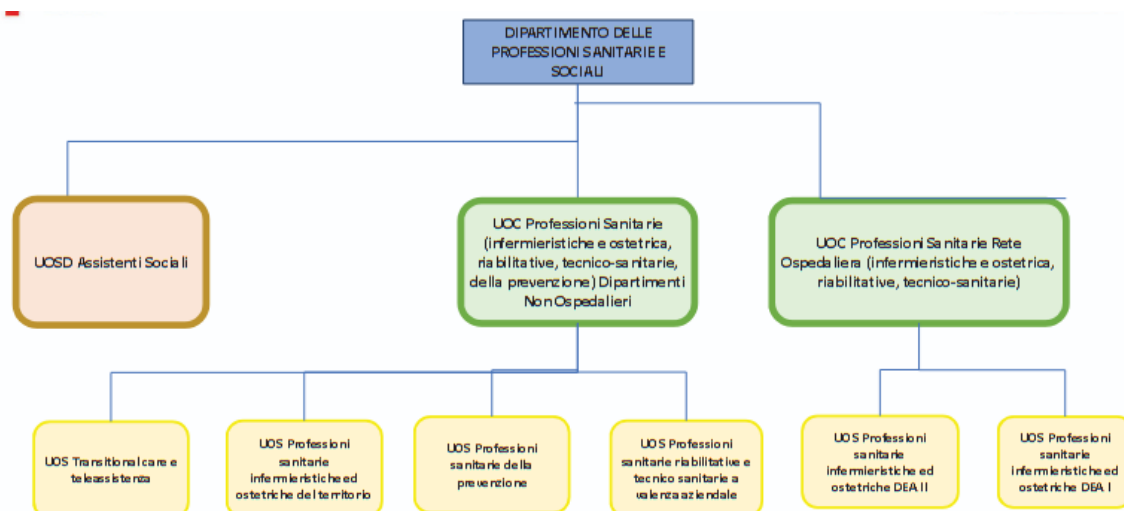 DIPARTIMENTO DELLE
PROFESSIONI SANITARIE E
SOCIALI
UOSD Assistenti Sociali
UOC Professioni Sanitarie
(infermieristiche e ostetrica,
riabilitative, tecnico-sanitarie,
della prevenzione) Dipartimenti
Non Ospedalieri
UOC Professioni Sanitarie Rete
Ospedaliera (infermieristiche e ostetrica,
riabilitative, tecnico-sanitarie)
UOS Transitional care e
teleassistenza
UOS Professioni
sanitarie
infermieristiche ed
ostetriche del territorio
UOS Professioni
sanitarie della
prevenzione
UOS Professioni
sanitarie riabilitative e
tecnico sanitarie a
valenza aziendale
UOS Professioni
sanitarie
infermieristiche ed
ostetriche DEA II
UOS Professioni
sanitarie
infermieristiche ed
ostetriche DEA I